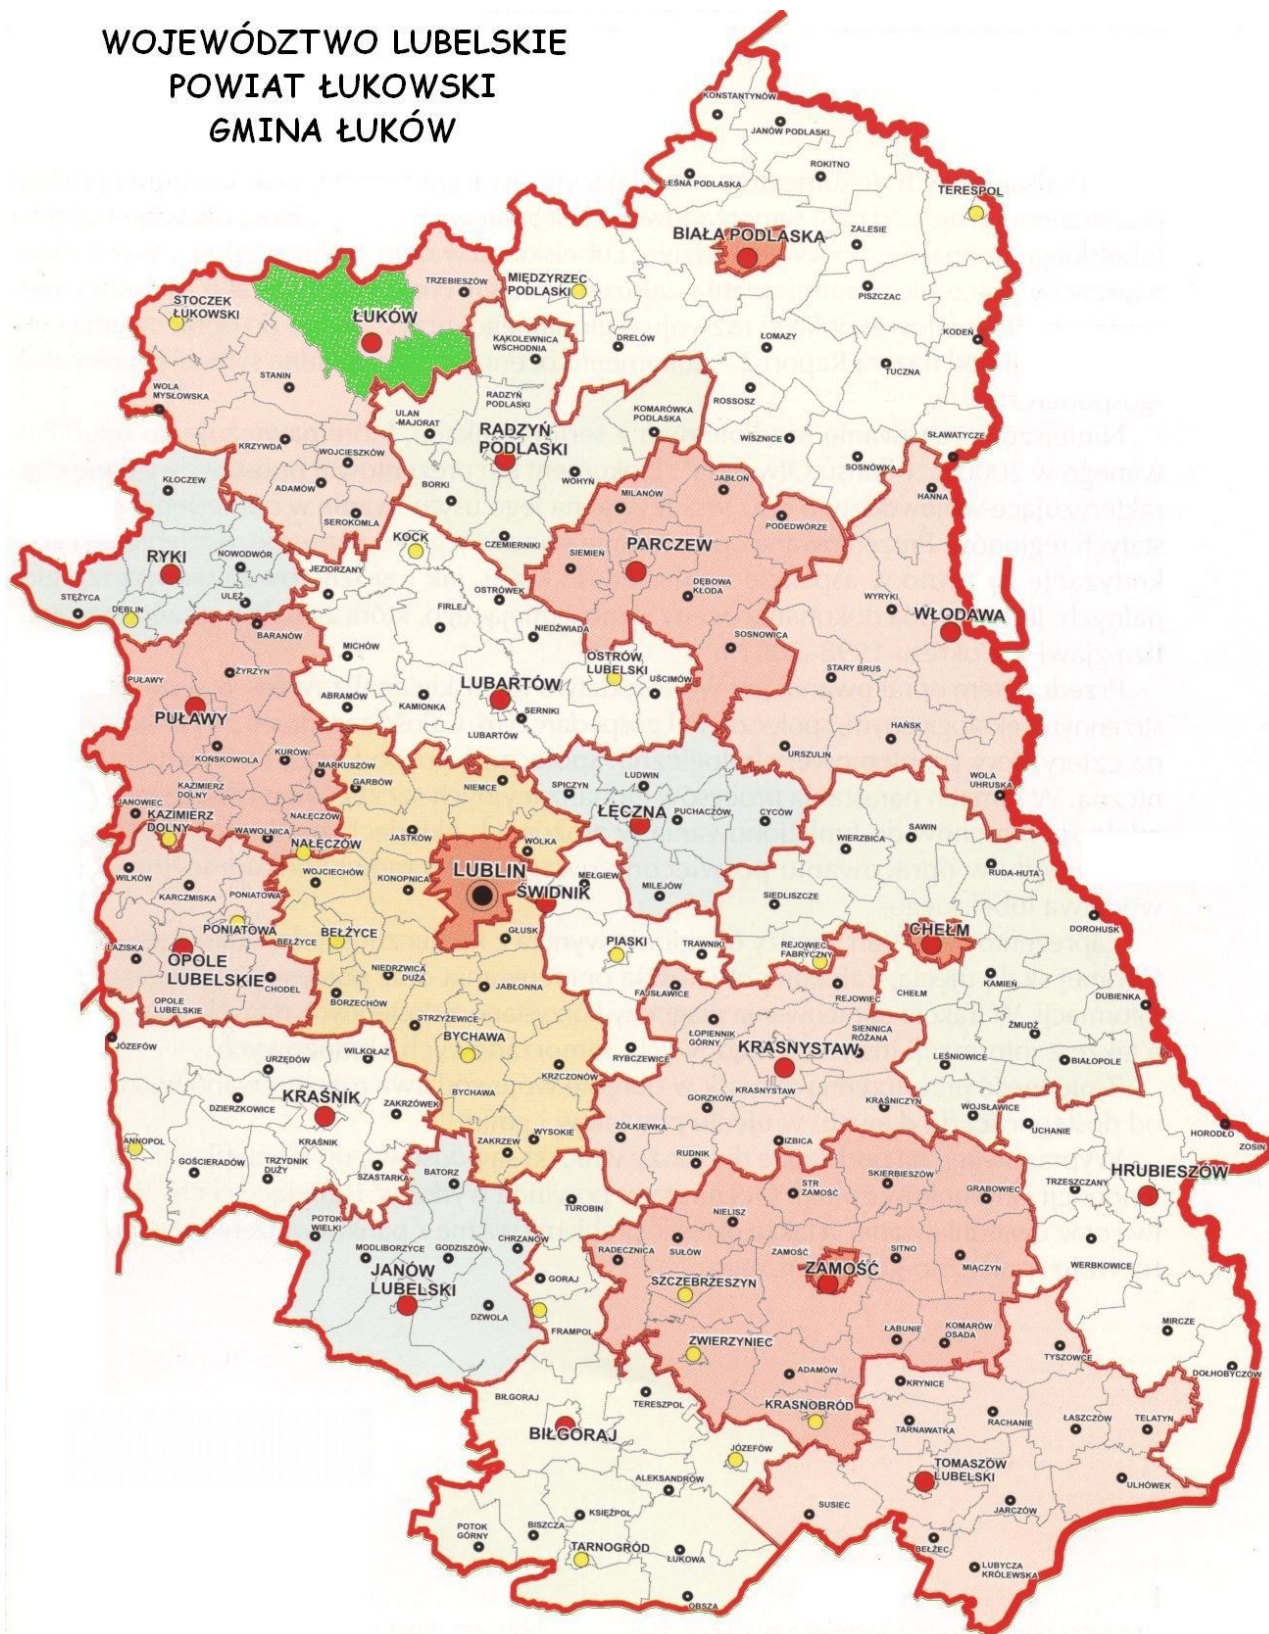 WOJEWÓDZTWO LUBELSKIE
POWIAT ŁUKOWSKI
GMINA ŁUKÓW
KONSTANTYNÓW
JANÓW PODLASKI
ROKITNO
LEŚNA PODLASKA
TERESPOL
BIAŁA PODLASKA
ZALESIE
MIĘDZYRZEC
PODLASKI
TRZEBIESZÓW
STOCZEK
ŁUKOWSKI
ŁUKÓW
PISZCZAC
KĄKOLEWNICA
WSCHODNIA
DRELÓW
ŁOMAZY
KODEŃ
TUCZNA
STANIN
WOLA
MYSŁOWSKA
RADZYŃ
PODLASKI
ULAN
-MAJORAT
KOMARÓWKA
PODLASKA
ROSSOSZ
RADZYŃ
PODLASKI
WISZNICE
SŁAWATYCZE
KRZYWDA
WOJCIESZKÓW
SOSNÓWKA
KŁOCZEW
ADAMÓW
BORKI
WOHYŃ
MILANÓW
JABŁOŃ
HANNA
SEROKOMLA
PODEDWÓRZE
KOCK
CZEMIERNIKI
SIEMIEŃ
PARCZEW
RYKI
NOWODWÓR
JEZIORZANY
STĘŻYCA
UŁĘŻ
DĘBLIN
OSTRÓWEK
DĘBOWA
KŁODA
WYRYKI
WŁODAWA
BARANÓW
FIRLEJ
NIEDŹWIADA
SOSNOWICA
MICHÓW
OSTRÓW
LUBELSKI
STARY BRUS
PUŁAWY
ŻYRZYN
UŚCIMÓW
ABRAMÓW
KAMIONKA
LUBARTÓW
SERNIKI
LUBARTÓW
PUŁAWY
HAŃSK
URSZULIN
KOŃSKOWOLA
KURÓW
MARKUSZÓW
GARBÓW
NIEMCE
SPICZYN
LUDWIN
WOLA
UHRUSKA
JANOWIEC
KAZIMIERZ
DOLNY
KAZIMIERZ
DOLNY
NAŁĘCZÓW
ŁĘCZNA
PUCHACZÓW
CYCÓW
WĄWOLNICA
NAŁĘCZÓW
JASTKÓW
WÓLKA
WIERZBICA
SAWIN
WILKÓW
KARCZMISKA
PONIATOWA
WOJCIECHÓW
KONOPNICA
LUBLIN
ŚWIDNIK
MEŁGIEW
MILEJÓW
SIEDLISZCZE
RUDA-HUTA
PONIATOWA
BEŁŻYCE
BEŁŻYCE
GŁUSK
PIASKI
TRAWNIKI
REJOWIEC
FABRYCZNY
CHEŁM
DOROHUSK
ŁAZISKA
OPOLE
LUBELSKIE
CHODEL
NIEDRZWICA
DUŻA
JABŁONNA
FAJSŁAWICE
REJOWIEC
CHEŁM
KAMIEŃ
DUBIENKA
OPOLE
LUBELSKIE
BORZECHÓW
STRZYŻEWICE
BYCHAWA
ŁOPIENNIK
GÓRNY
SIENNICA
RÓŻANA
ŻMUDŹ
JÓZEFÓW
URZĘDÓW
WILKOŁAZ
RYBCZEWICE
KRASNYSTAW
LEŚNIOWICE
BIAŁOPOLE
KRZCZONÓW
KRASNYSTAW
DZIERZKOWICE
KRAŚNIK
ZAKRZÓWEK
BYCHAWA
GORZKÓW
KRAŚNICZYN
WOJSŁAWICE
UCHANIE
ANNOPOL
KRAŚNIK
ZAKRZEW
WYSOKIE
ŻÓŁKIEWKA
IZBICA
HORODŁO
ZOSIN
GOŚCIERADÓW
TRZYDNIK
DUŻY
SZASTARKA
BATORZ
RUDNIK
HRUBIESZÓW
TRZESZCZANY
STR
ZAMOŚĆ
SKIERBIESZÓW
GRABOWIEC
TUROBIN
POTOK
WIELKI
NIELISZ
CHRZANÓW
RADECZNICA
SUŁÓW
ZAMOŚĆ
SITNO
MODLIBORZYCE
GODZISZÓW
MIĄCZYN
WERBKOWICE
JANÓW
LUBELSKI
GORAJ
SZCZEBRZESZYN
ZAMOŚĆ
DZWOLA
FRAMPOL
ŁABUNIE
KOMARÓW
OSADA
MIRCZE
ZWIERZYNIEC
TYSZOWCE
ADAMÓW
KRYNICE
DOŁHOBYCZÓW
BIŁGORAJ
TERESZPOL
KRASNOBRÓD
TARNAWATKA
RACHANIE
ŁASZCZÓW
TELATYN
BIŁGORAJ
JÓZEFÓW
TOMASZÓW
LUBELSKI
ALEKSANDRÓW
ULHÓWEK
KSIĘŻPOL
SUSIEC
JARCZÓW
POTOK
GÓRNY
BISZCZA
TARNOGRÓD
ŁUKOWA
BEŁŻEC
LUBYCZA
KRÓLEWSKA
OBSZA